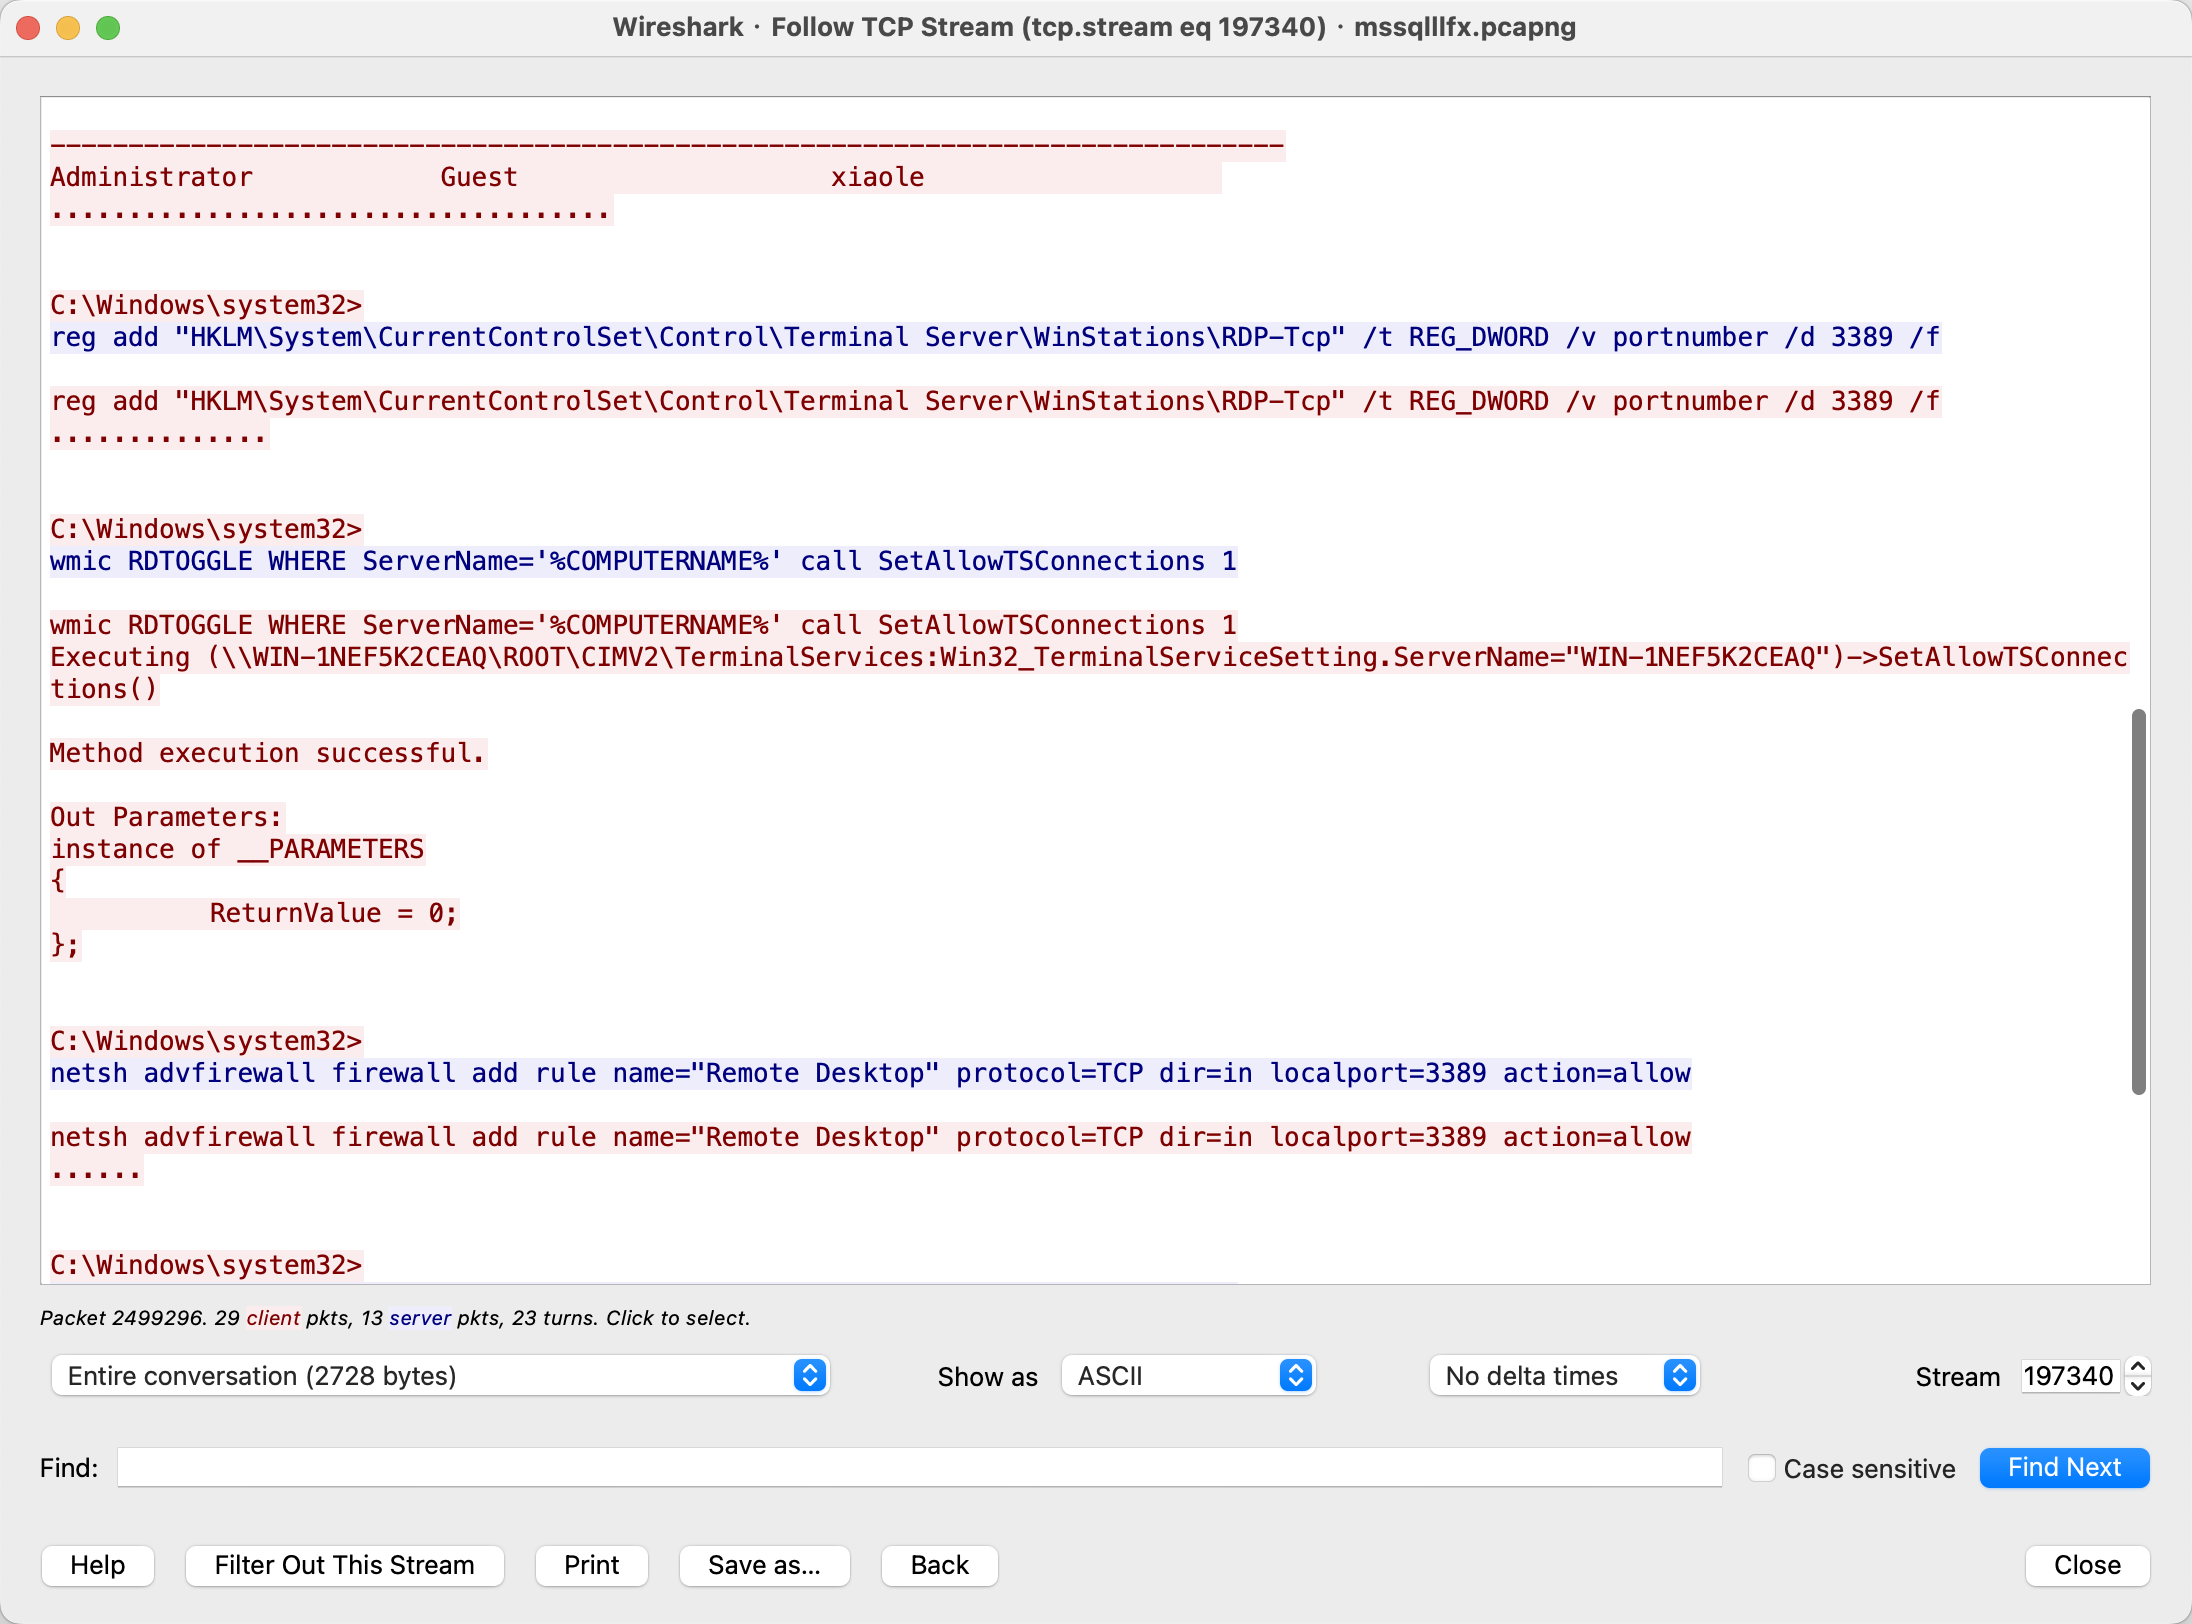 Wireshark · Follow TCP Stream (tcp.stream eq 197340) · mssqlllfx.pcapng
-------------------------------------------------------------------------------
Administrator            Guest                    xiaole
....................................
C:\Windows\system32>
reg add "HKLM\System\CurrentControlSet\Control\Terminal Server\WinStations\RDP-Tcp" /t REG_DWORD /v portnumber /d 3389 /f
reg add "HKLM\System\CurrentControlSet\Control\Terminal Server\WinStations\RDP-Tcp" /t REG_DWORD /v portnumber /d 3389 /f
..............
C:\Windows\system32>
wmic RDTOGGLE WHERE ServerName='%COMPUTERNAME%' call SetAllowTSConnections 1
wmic RDTOGGLE WHERE ServerName='%COMPUTERNAME%' call SetAllowTSConnections 1
Executing (\\WIN-1NEF5K2CEAQ\ROOT\CIMV2\TerminalServices:Win32_TerminalServiceSetting.ServerName="WIN-1NEF5K2CEAQ")->SetAllowTSConnec
tions()
Method execution successful.
Out Parameters:
instance of __PARAMETERS
{
ReturnValue = 0;
};
C:\Windows\system32>
netsh advfirewall firewall add rule name="Remote Desktop" protocol=TCP dir=in localport=3389 action=allow
netsh advfirewall firewall add rule name="Remote Desktop" protocol=TCP dir=in localport=3389 action=allow
......
C:\Windows\system32>
Packet 2499296. 29 client pkts, 13 server pkts, 23 turns. Click to select.
Entire conversation (2728 bytes) Show as ASCII No delta times Stream 197340
Find: Case sensitive Find Next
Help Filter Out This Stream Print Save as... Back Close